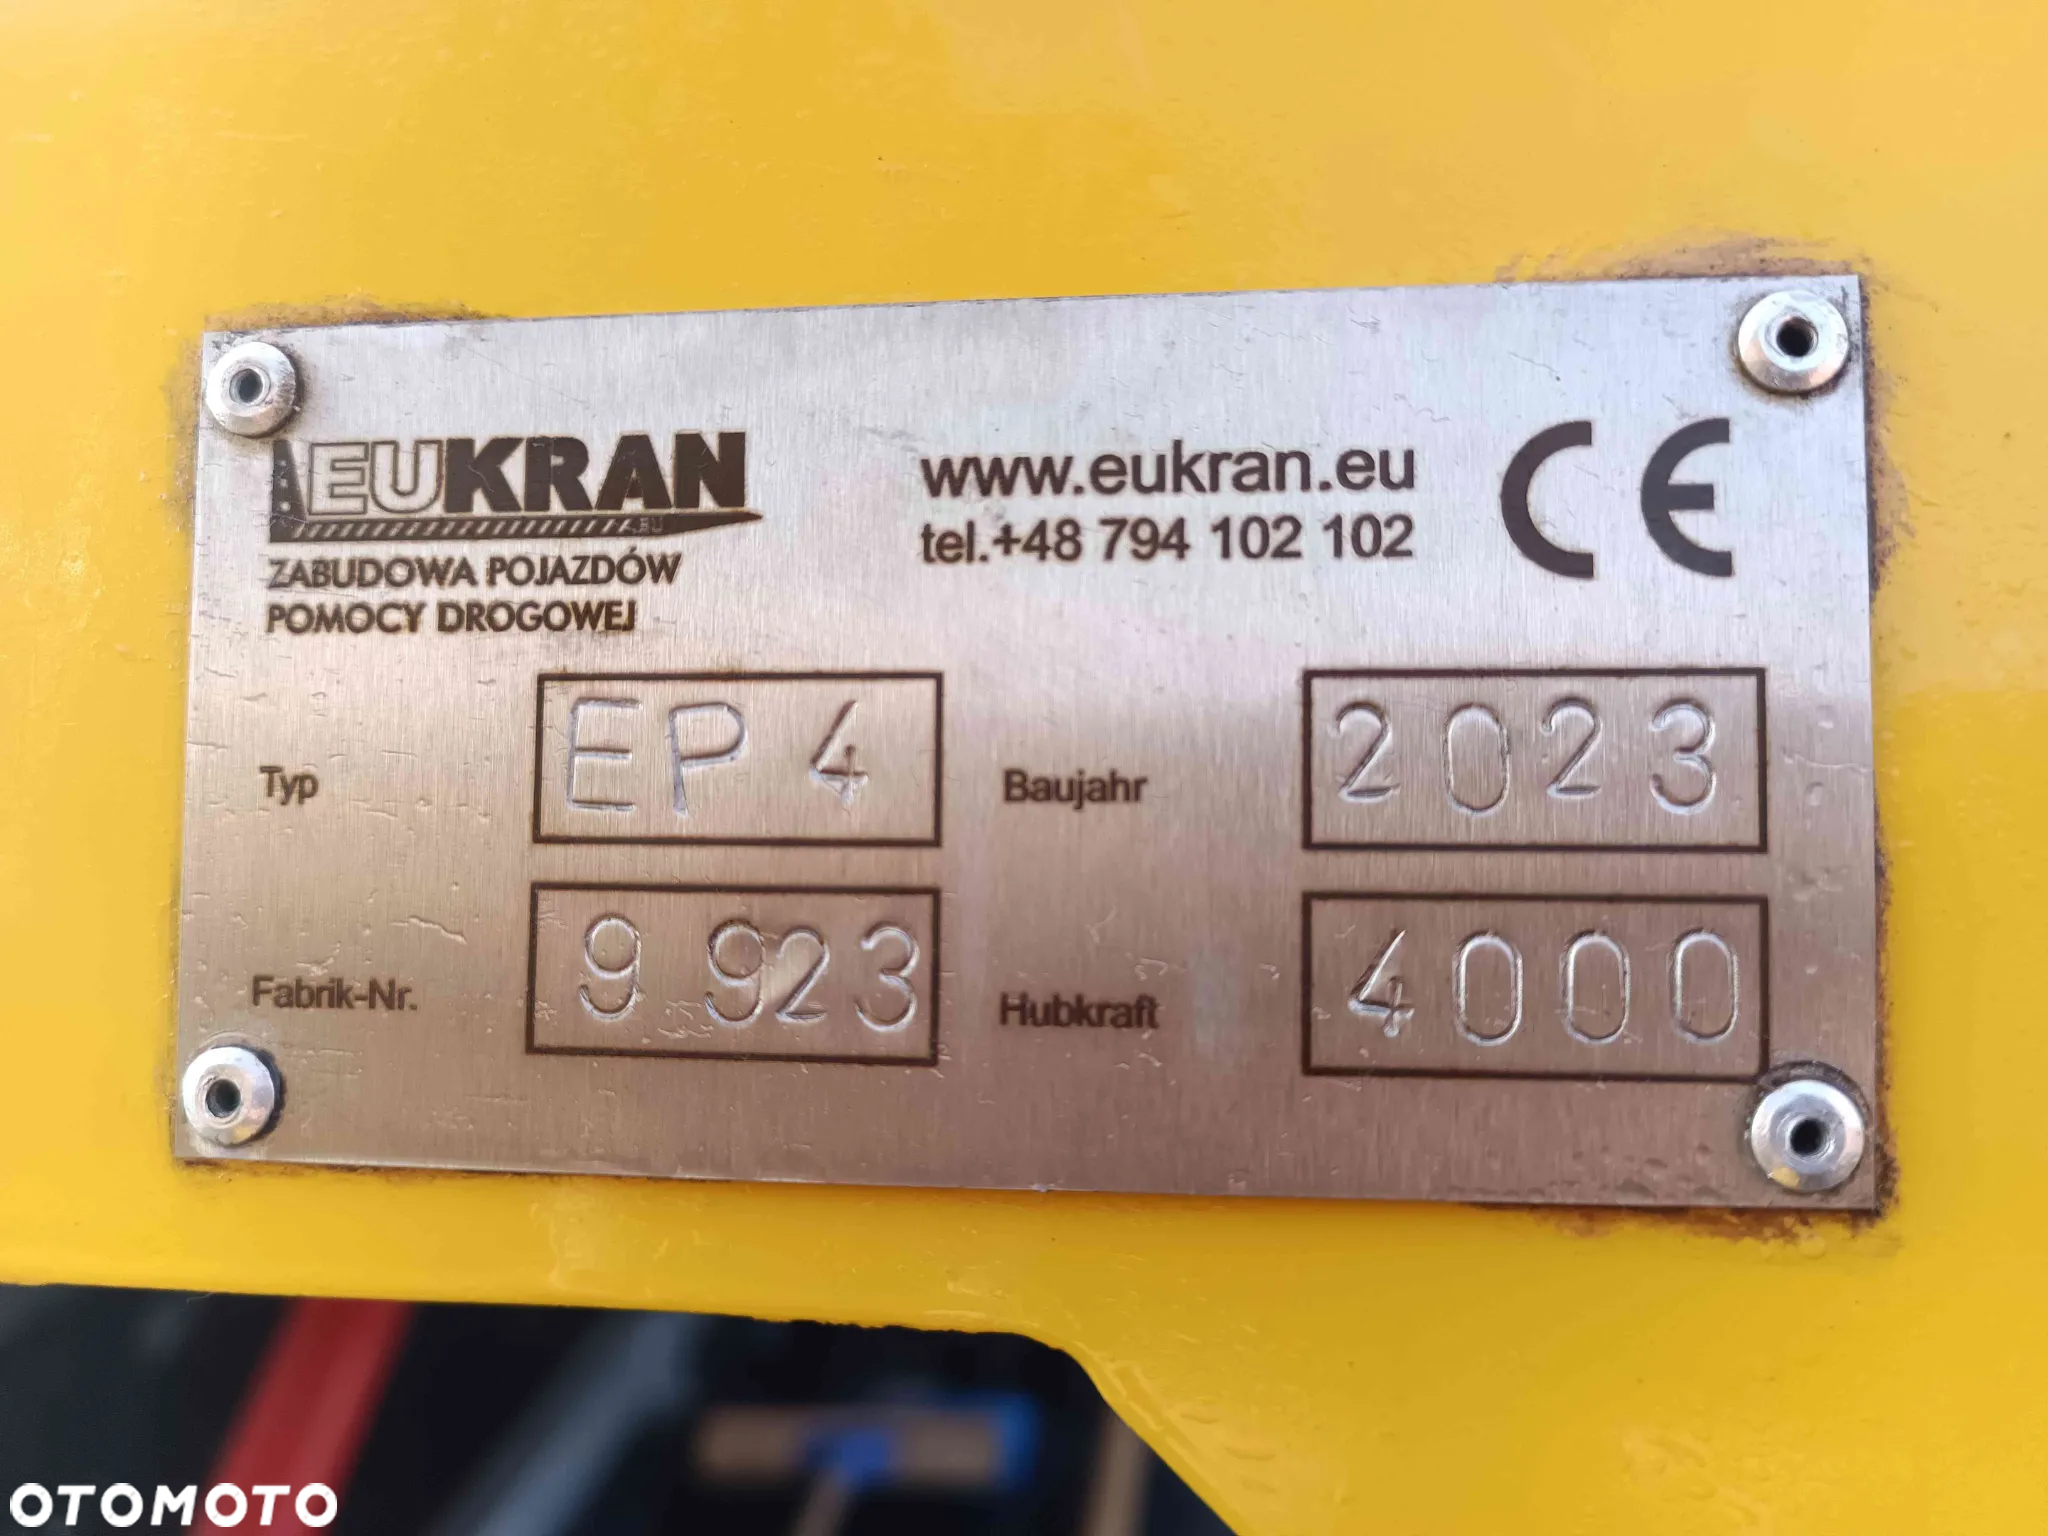 EUKRAN
.EU
ZABUDOWA POJAZDÓW
POMOCY DROGOWEJ
www.eukran.eu
tel.+48 794 102 102
CE
Typ EP 4
Baujahr 2023
Fabrik-Nr. 9 923
Hubkraft 4000
OTOMOTO